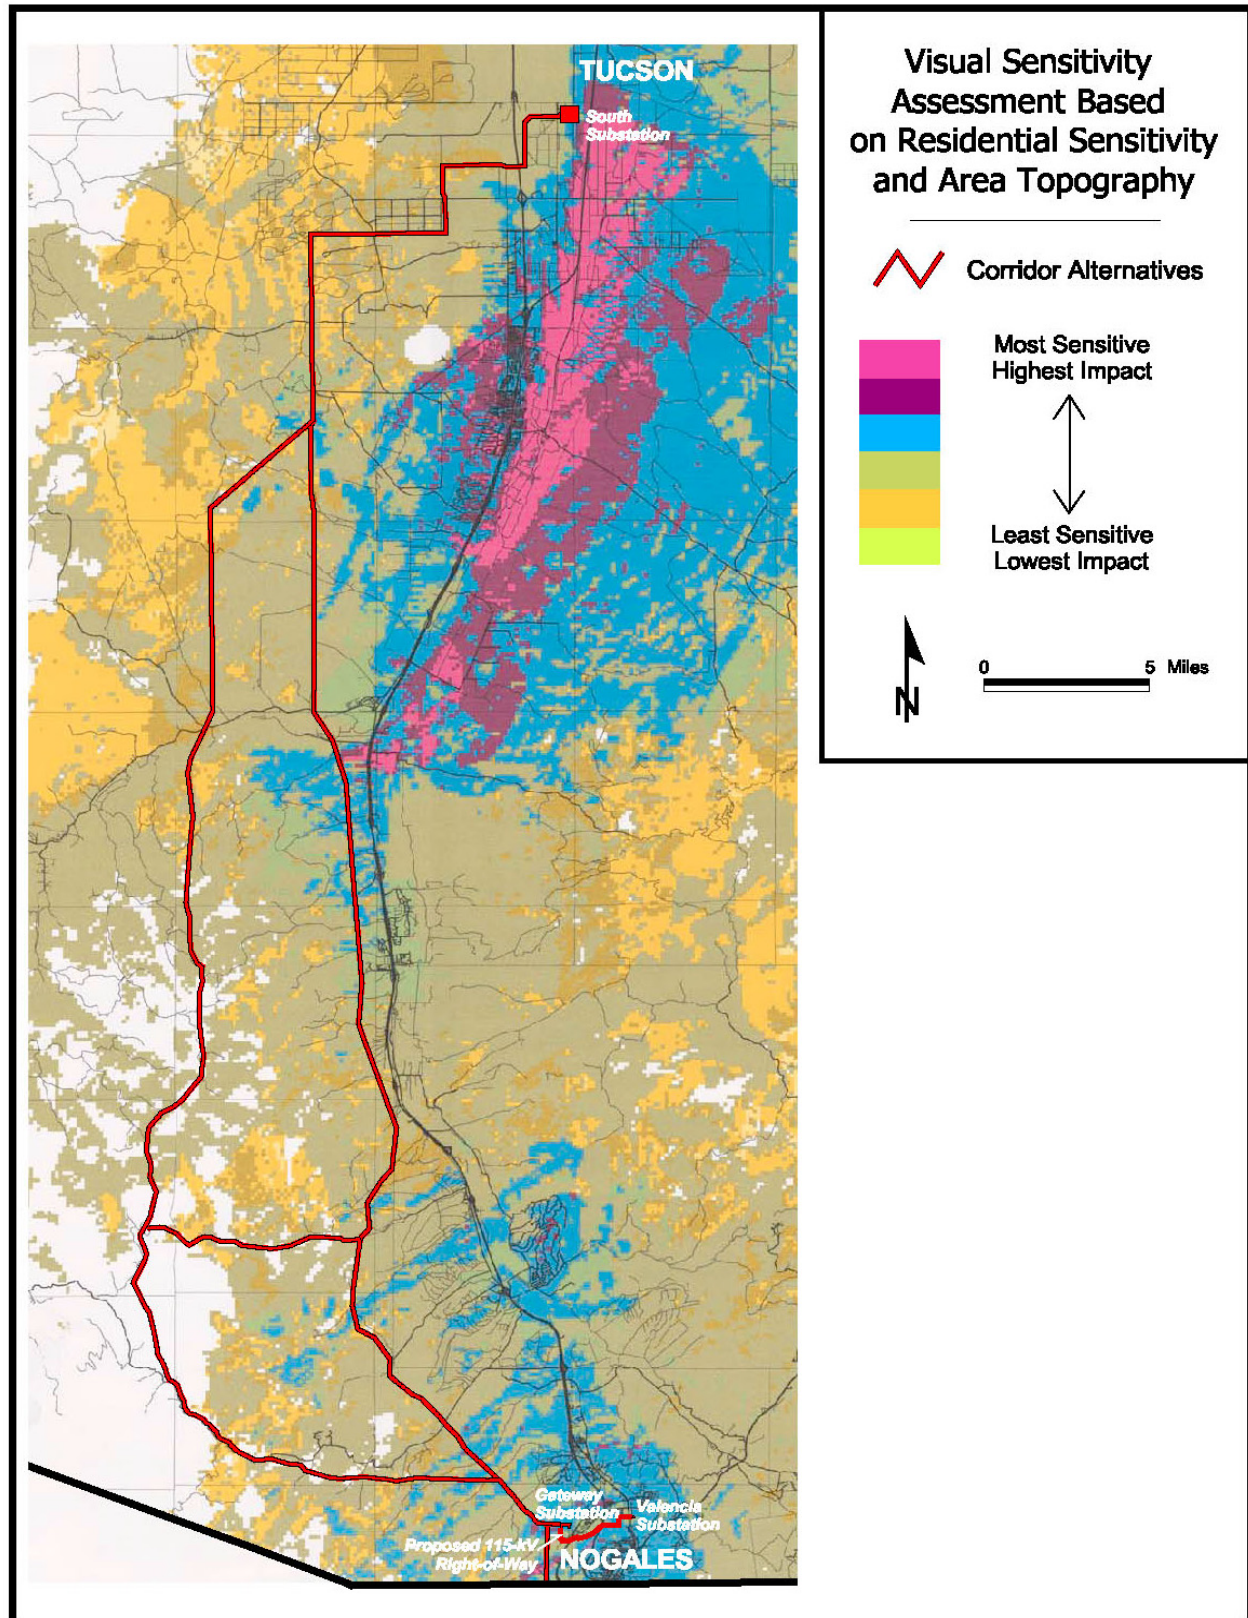 TUCSON
South
Substation
Gateway
Substation
Valencia
Substation
Proposed 115-kV
Right-of-Way
NOGALES
Visual Sensitivity
Assessment Based
on Residential Sensitivity
and Area Topography
Corridor Alternatives
Most Sensitive
Highest Impact
Least Sensitive
Lowest Impact
N
0 5 Miles